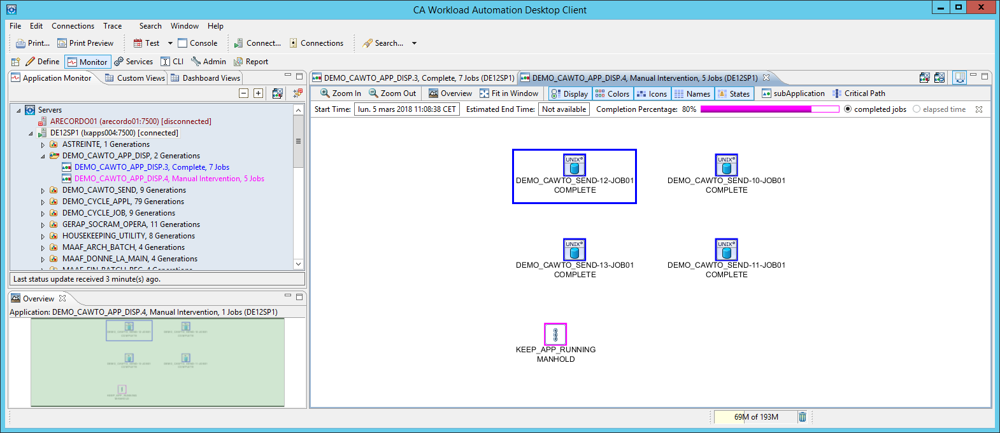 CA Workload Automation Desktop Client
File Edit Connections Trace Search Window Help
Print... Print Preview Test Console Connect... Connections Search...
Define Monitor Services CLI Admin Report
Application Monitor Custom Views Dashboard Views
Servers
ARECORDO01 (arecordo01:7500) [disconnected]
DE12SP1 (lxapps004:7500) [connected]
ASTREINTE, 1 Generations
DEMO_CAWTO_APP_DISP, 2 Generations
DEMO_CAWTO_APP_DISP.3, Complete, 7 Jobs
DEMO_CAWTO_APP_DISP.4, Manual Intervention, 5 Jobs
DEMO_CAWTO_SEND, 9 Generations
DEMO_CYCLE_APPL, 79 Generations
DEMO_CYCLE_JOB, 9 Generations
GERAP_SOCRAM_OPERA, 11 Generations
HOUSEKEEPING_UTILITY, 8 Generations
MAAF_ARCH_BATCH, 4 Generations
MAAF_DONNE_LA_MAIN, 4 Generations
Last status update received 3 minute(s) ago.
Overview
Application: DEMO_CAWTO_APP_DISP.4, Manual Intervention, 1 Jobs (DE12SP1)
DEMO_CAWTO_APP_DISP.3, Complete, 7 Jobs (DE12SP1) DEMO_CAWTO_APP_DISP.4, Manual Intervention, 5 Jobs (DE12SP1)
Zoom In Zoom Out Overview Fit in Window Display Colors Icons Names States subApplication Critical Path
Start Time: lun. 5 mars 2018 11:08:38 CET Estimated End Time: Not available Completion Percentage: 80% completed jobs elapsed time
UNIX® UNIX®
DEMO_CAWTO_SEND-12-JOB01 DEMO_CAWTO_SEND-10-JOB01
COMPLETE COMPLETE
UNIX® UNIX®
DEMO_CAWTO_SEND-13-JOB01 DEMO_CAWTO_SEND-11-JOB01
COMPLETE COMPLETE
KEEP_APP_RUNNING
MANHOLD
69M of 193M